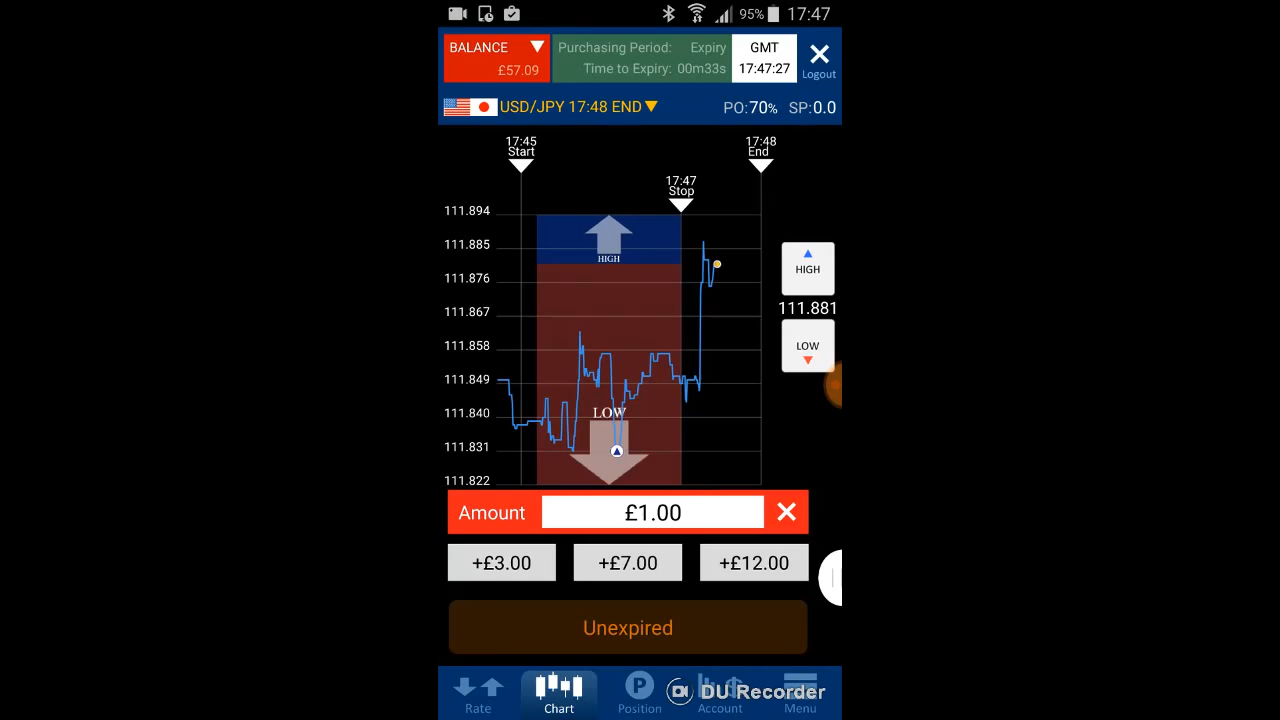 95% 17:47
BALANCE
£57.09
Purchasing Period: Expiry
Time to Expiry: 00m33s
GMT
17:47:27
Logout
USD/JPY 17:48 END
PO:70% SP:0.0
17:45
Start
17:48
End
17:47
Stop
111.894
111.885
111.876
111.867
111.858
111.849
111.840
111.831
111.822
HIGH
LOW
HIGH
111.881
LOW
Amount £1.00
+£3.00 +£7.00 +£12.00
Unexpired
Rate Chart Position Account Menu
DU Recorder